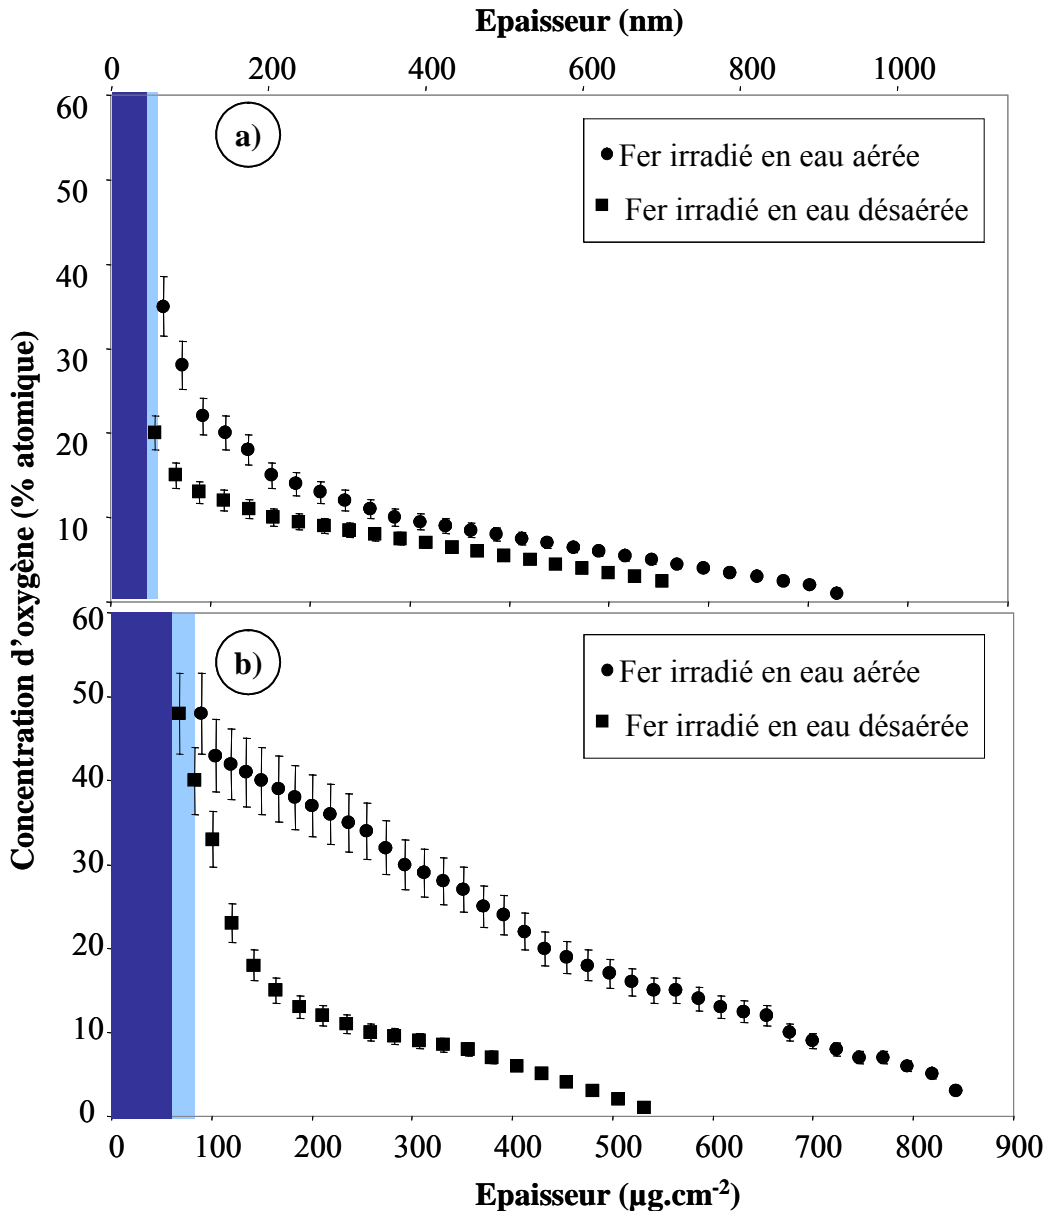 Epaisseur (nm)
0 200 400 600 800 1000
60
50
40
30
20
10
a)
Fer irradié en eau aérée
Fer irradié en eau désaérée
Concentration d'oxygène (% atomique)
60
50
40
30
20
10
0
b)
Fer irradié en eau aérée
Fer irradié en eau désaérée
0 100 200 300 400 500 600 700 800 900
Epaisseur (µg.cm⁻²)